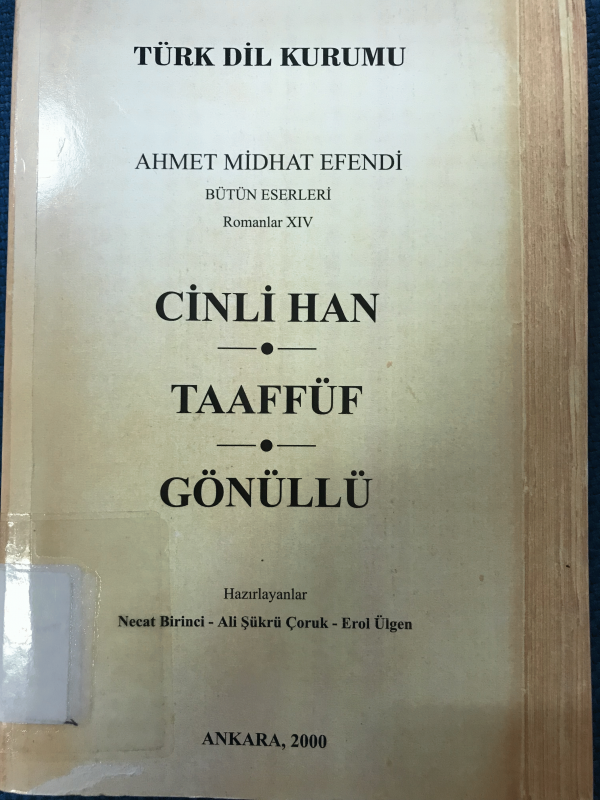 TÜRK DİL KURUMU
AHMET MİDHAT EFENDİ
BÜTÜN ESERLERİ
Romanlar XIV
CİNLİ HAN
TAAFFÜF
GÖNÜLLÜ
Hazırlayanlar
Necat Birinci - Ali Şükrü Çoruk - Erol Ülgen
ANKARA, 2000